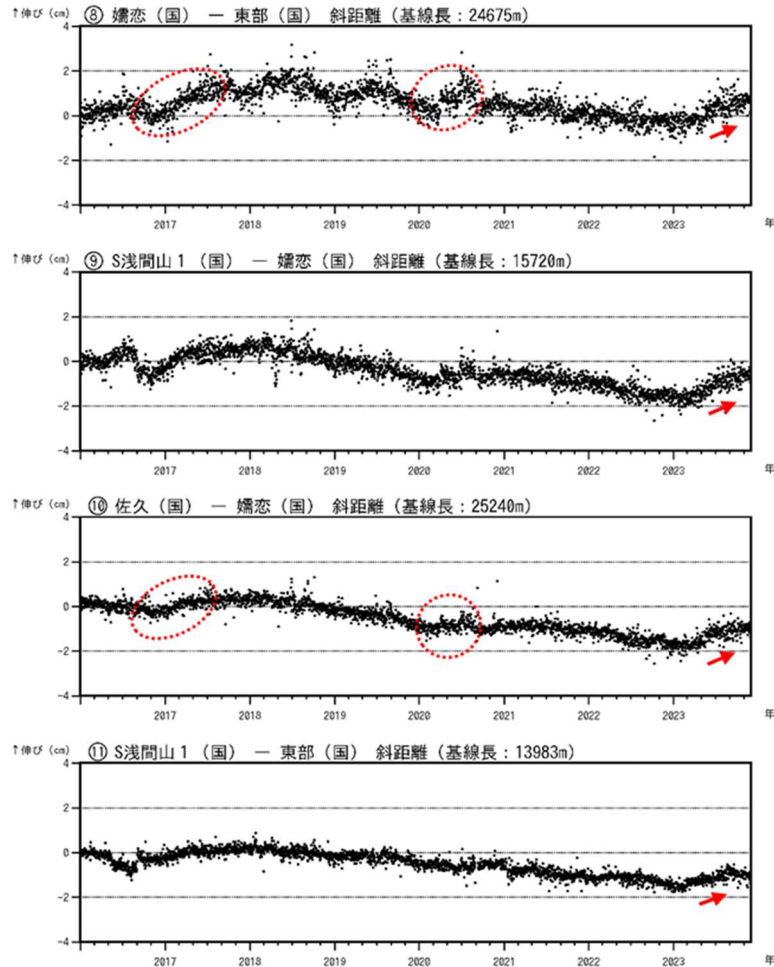 ↑伸び(cm) ⑧ 嬬恋（国） ― 東部（国） 斜距離（基線長：24675m）
4
2
0
-2
-4
2017 2018 2019 2020 2021 2022 2023 年
↑伸び(cm) ⑨ S浅間山１（国） ― 嬬恋（国） 斜距離（基線長：15720m）
4
2
0
-2
-4
2017 2018 2019 2020 2021 2022 2023 年
↑伸び(cm) ⑩ 佐久（国） ― 嬬恋（国） 斜距離（基線長：25240m）
4
2
0
-2
-4
2017 2018 2019 2020 2021 2022 2023 年
↑伸び(cm) ⑪ S浅間山１（国） ― 東部（国） 斜距離（基線長：13983m）
4
2
0
-2
-4
2017 2018 2019 2020 2021 2022 2023 年